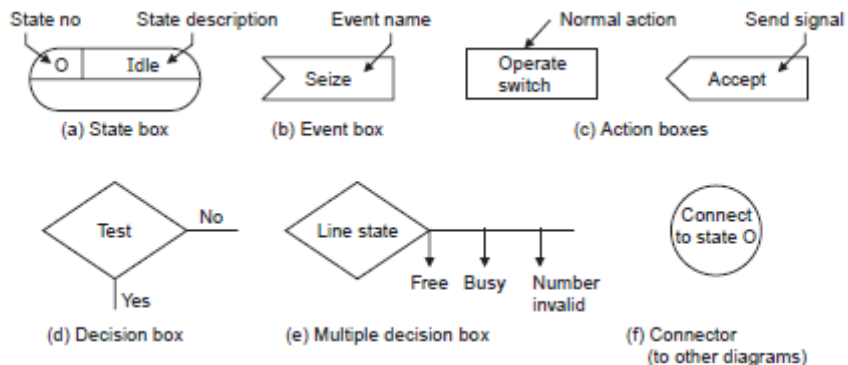 State no
State description
O
Idle
(a) State box
Event name
Seize
(b) Event box
Normal action
Operate
switch
Send signal
Accept
(c) Action boxes
Test
No
Yes
(d) Decision box
Line state
Free
Busy
Number
invalid
(e) Multiple decision box
Connect
to state O
(f) Connector
(to other diagrams)